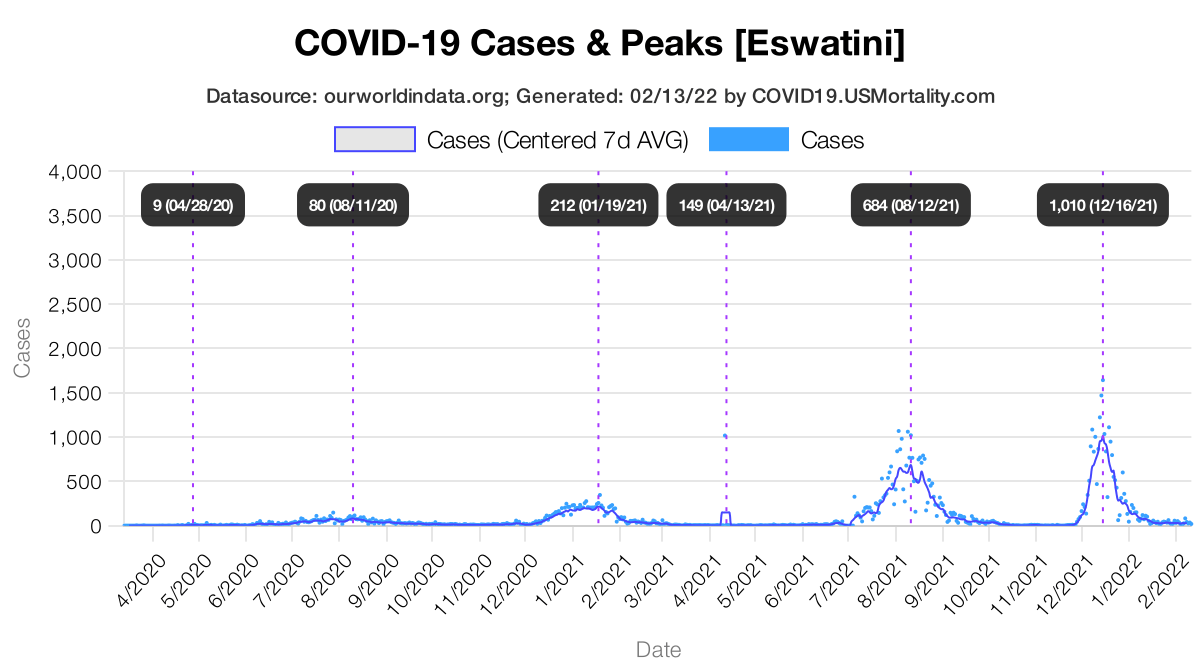 COVID-19 Cases & Peaks [Eswatini]
Datasource: ourworldindata.org; Generated: 02/13/22 by COVID19.USMortality.com
Cases (Centered 7d AVG) Cases
4,000
9 (04/28/20) 80 (08/11/20) 212 (01/19/21) 149 (04/13/21) 684 (08/12/21) 1,010 (12/16/21)
3,500
3,000
2,500
2,000
1,500
1,000
500
0
Cases
4/2020 5/2020 6/2020 7/2020 8/2020 9/2020 10/2020 11/2020 12/2020 1/2021 2/2021 3/2021 4/2021 5/2021 6/2021 7/2021 8/2021 9/2021 10/2021 11/2021 12/2021 1/2022 2/2022
Date